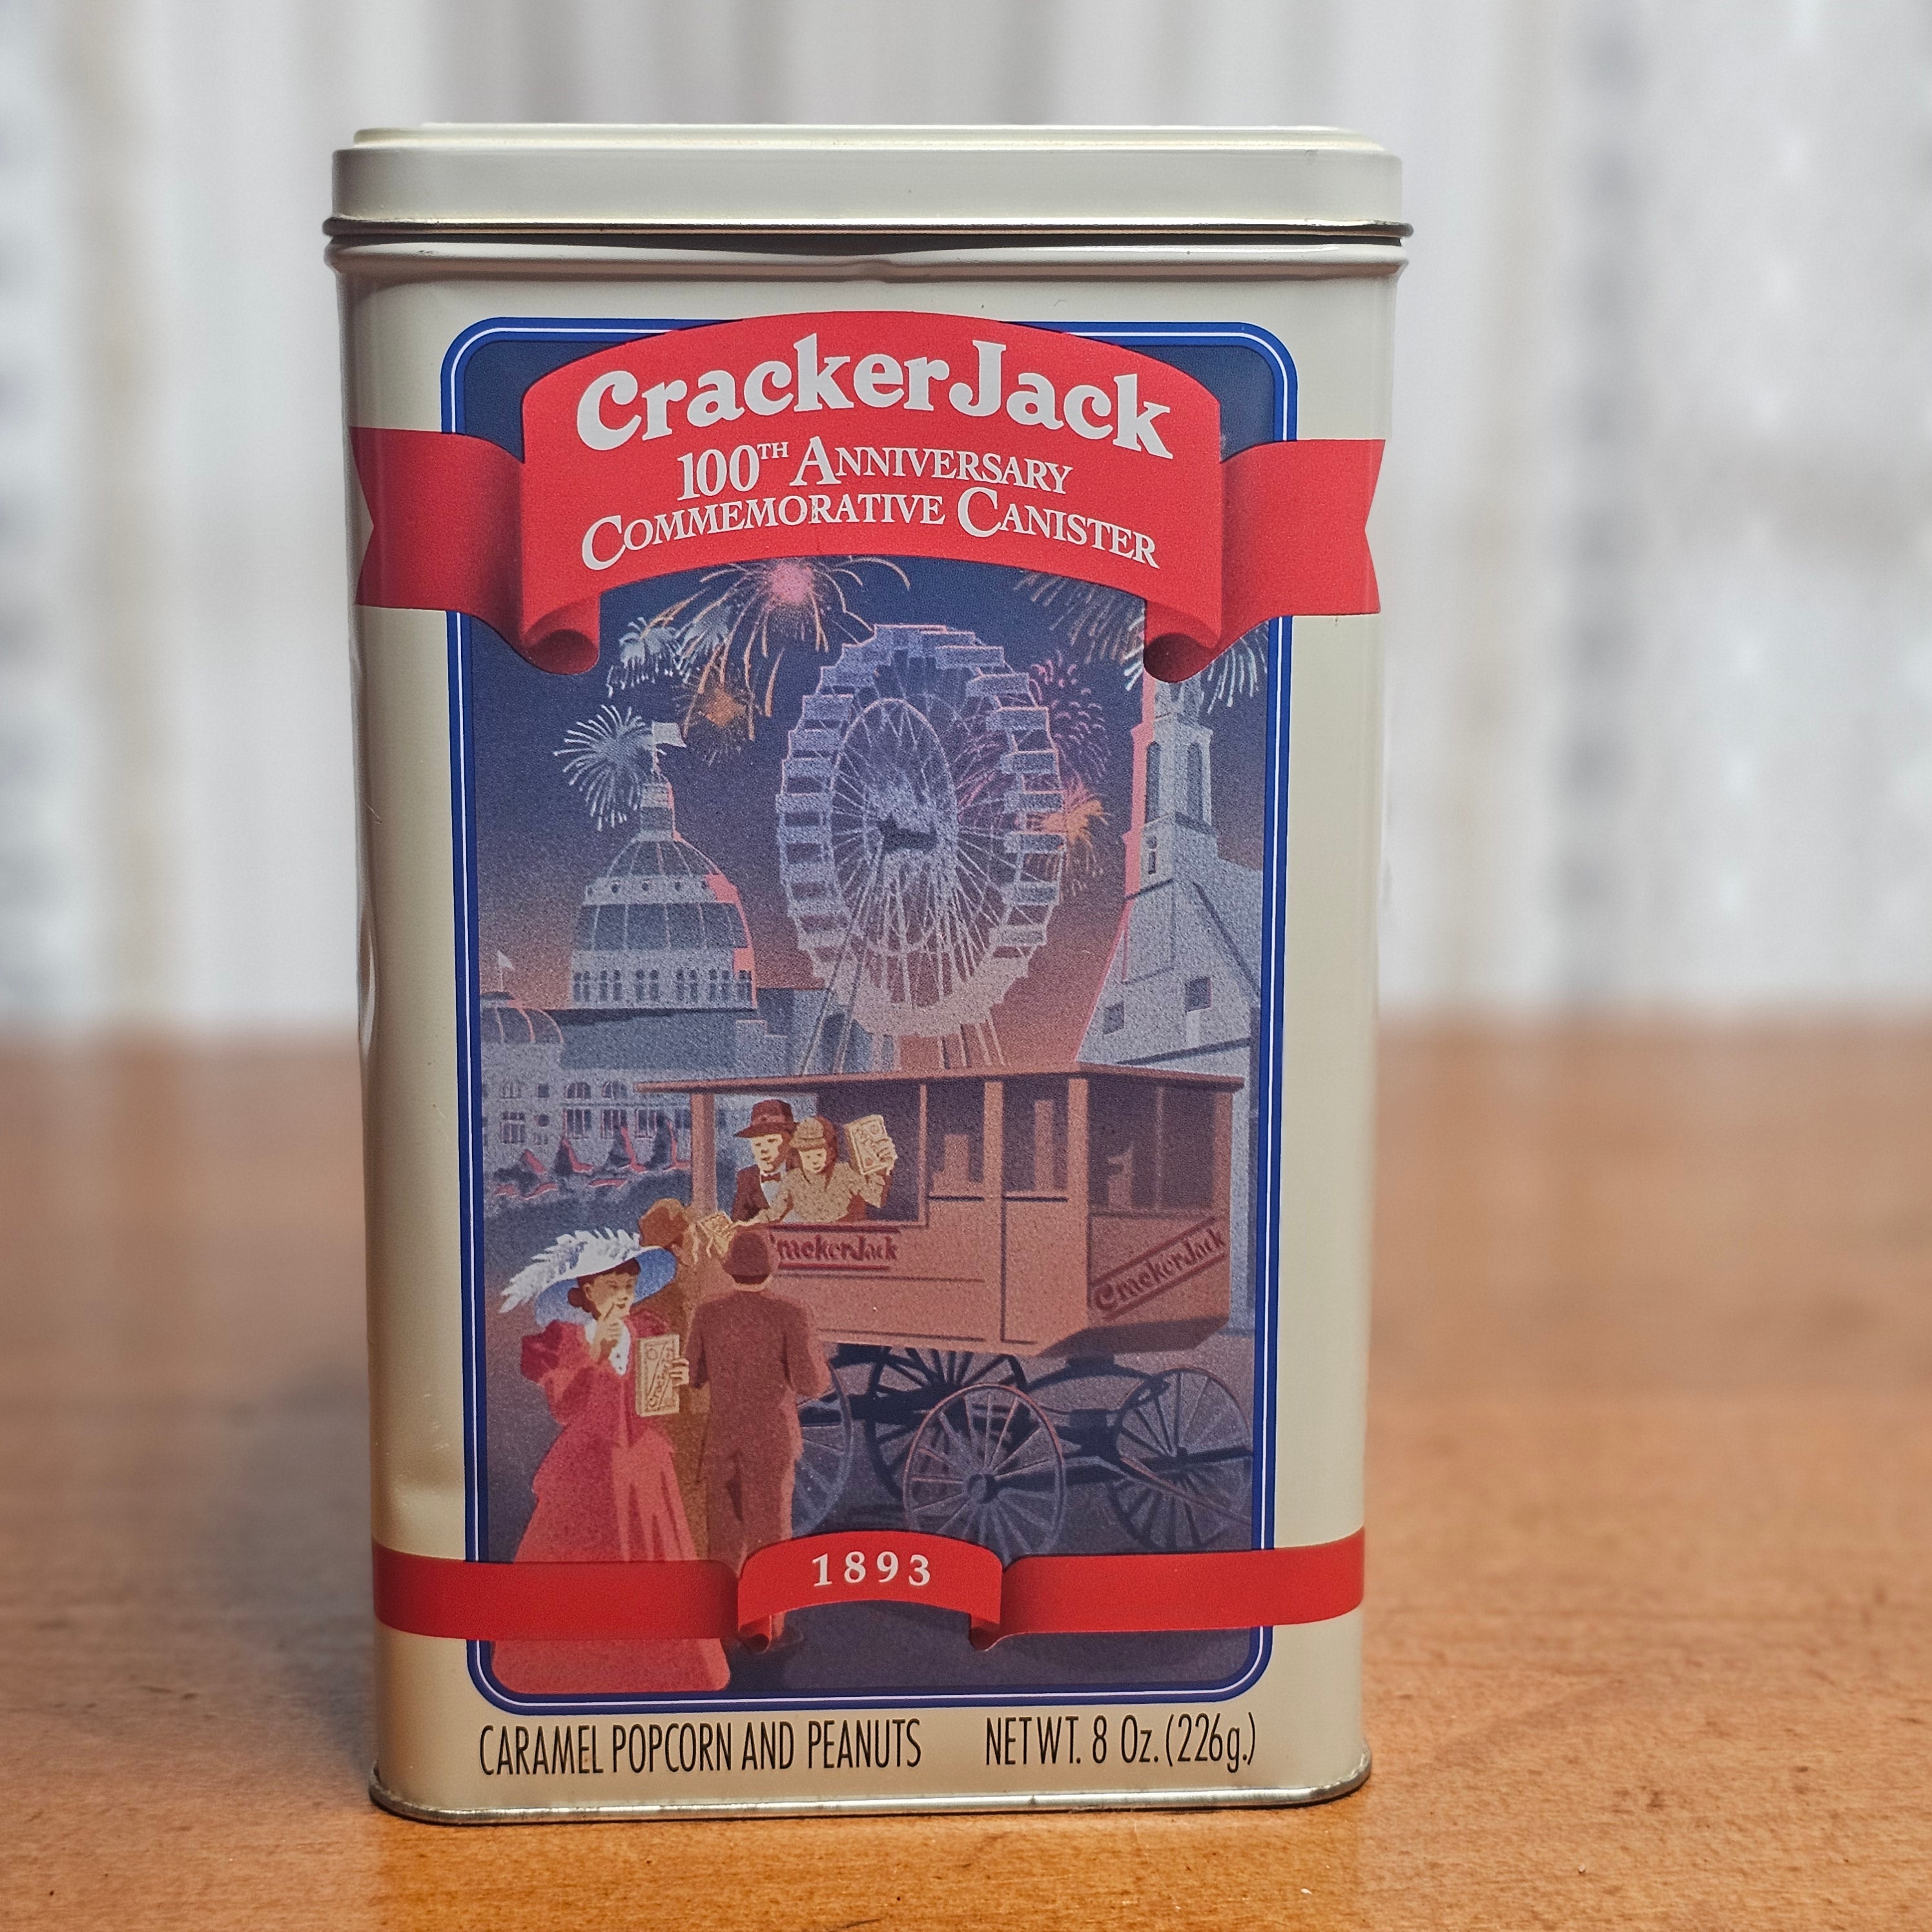 CrackerJack
100TH ANNIVERSARY
COMMEMORATIVE CANISTER
CrackerJack
CrackerJack
1893
CARAMEL POPCORN AND PEANUTS NET WT. 8 Oz. (226g.)